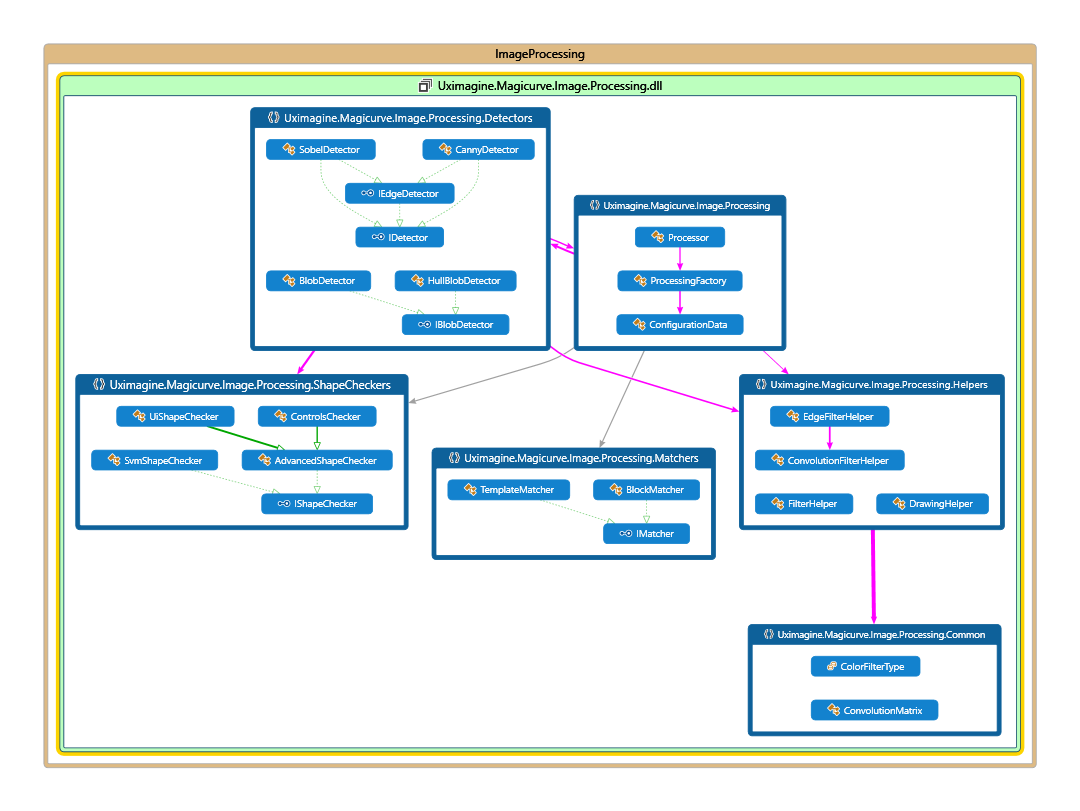 ImageProcessing
Uximagine.Magicurve.Image.Processing.dll
Uximagine.Magicurve.Image.Processing.Detectors
SobelDetector
CannyDetector
IEdgeDetector
IDetector
BlobDetector
HullBlobDetector
IBlobDetector
Uximagine.Magicurve.Image.Processing
Processor
ProcessingFactory
ConfigurationData
Uximagine.Magicurve.Image.Processing.ShapeCheckers
UiShapeChecker
ControlsChecker
SvmShapeChecker
AdvancedShapeChecker
IShapeChecker
Uximagine.Magicurve.Image.Processing.Matchers
TemplateMatcher
BlockMatcher
IMatcher
Uximagine.Magicurve.Image.Processing.Helpers
EdgeFilterHelper
ConvolutionFilterHelper
FilterHelper
DrawingHelper
Uximagine.Magicurve.Image.Processing.Common
ColorFilterType
ConvolutionMatrix